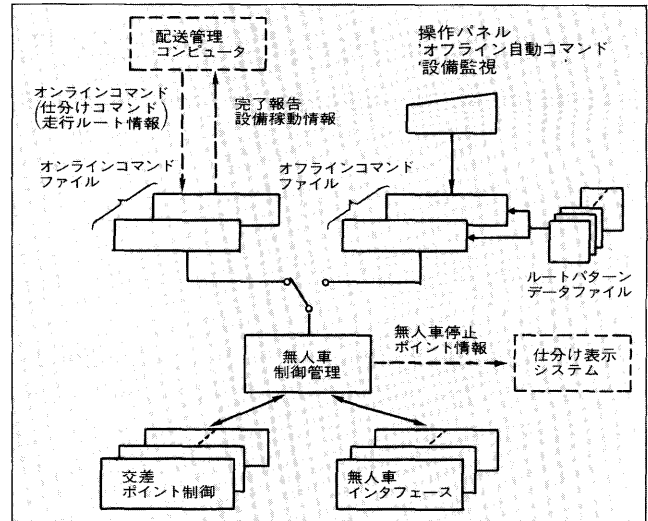 配送管理
コンピュータ
操作パネル
'オフライン自動コマンド
'設備監視
オンラインコマンド
(仕分けコマンド
走行ルート情報)
完了報告
設備稼動情報
オンラインコマンド
ファイル
オフラインコマンド
ファイル
ルートパターン
データファイル
無人車
制御管理
無人車停止
ポイント情報
仕分け表示
システム
交差
ポイント制御
無人車
インタフェース